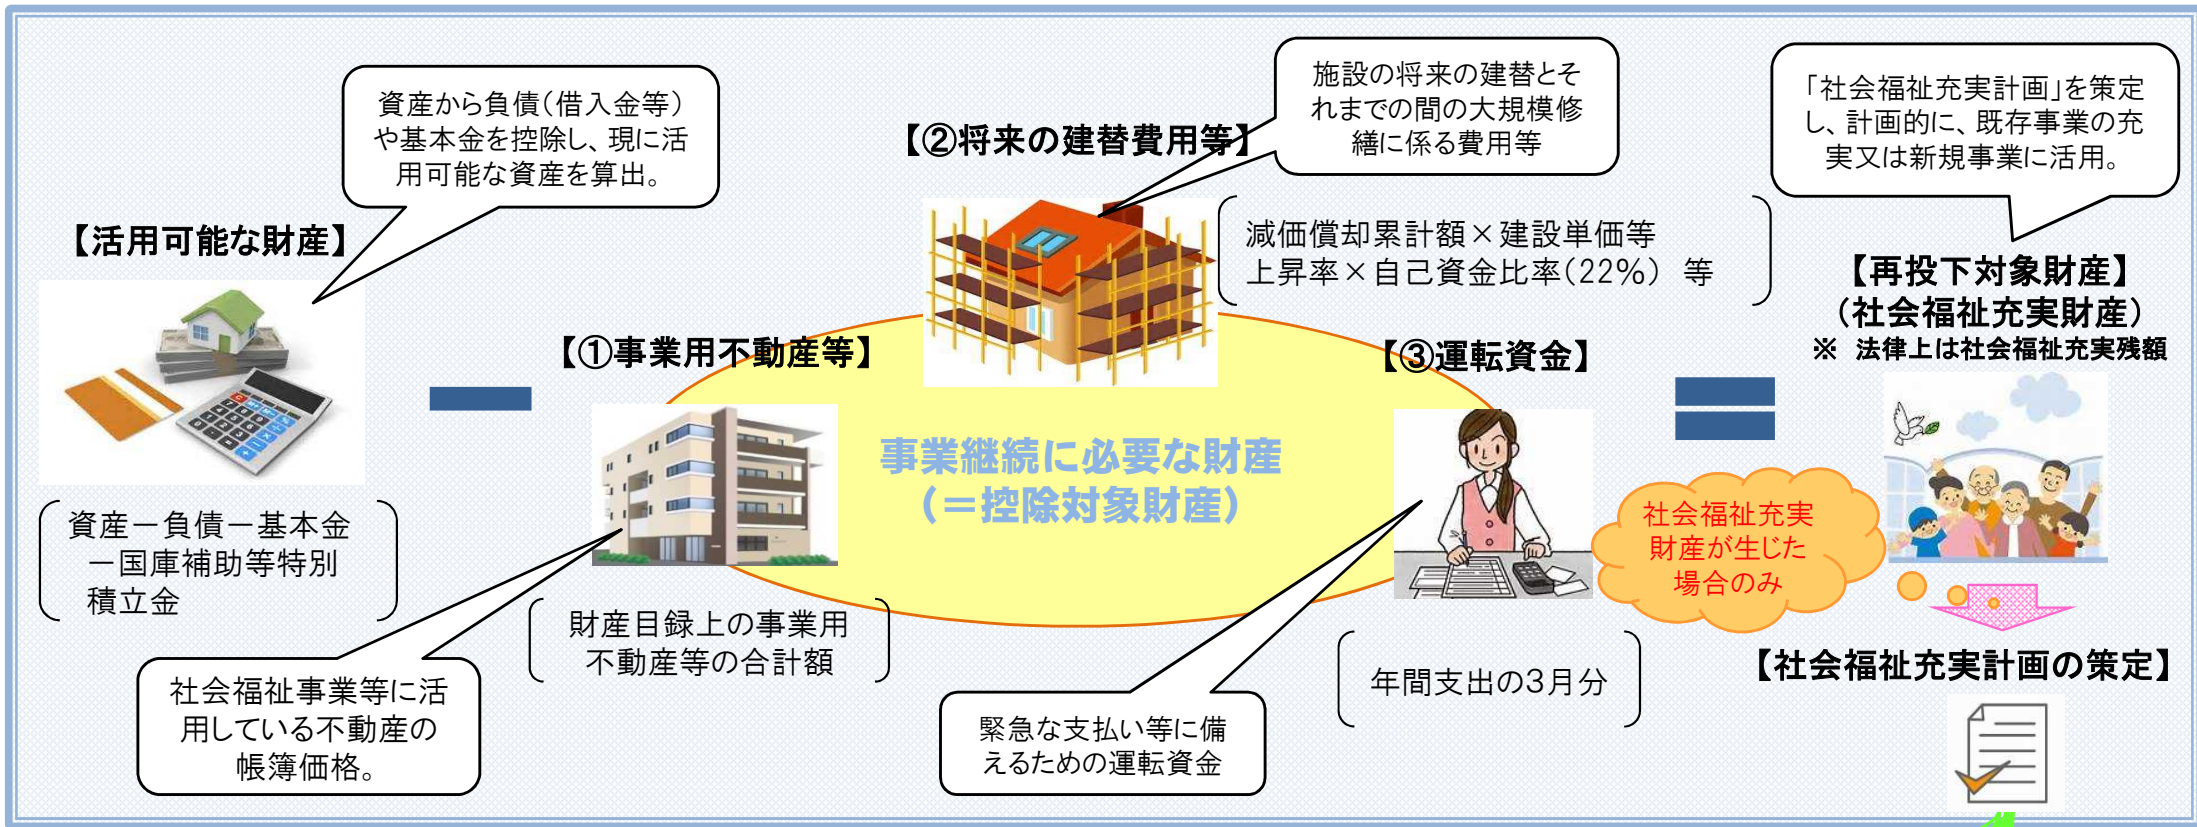 資産から負債(借入金等)
や基本金を控除し、現に活
用可能な資産を算出。
【活用可能な財産】
資産－負債－基本金
－国庫補助等特別
積立金
【①事業用不動産等】
財産目録上の事業用
不動産等の合計額
社会福祉事業等に活
用している不動産の
帳簿価格。
【②将来の建替費用等】
施設の将来の建替とそ
れまでの間の大規模修
繕に係る費用等
減価償却累計額×建設単価等
上昇率×自己資金比率(22%) 等
事業継続に必要な財産
(＝控除対象財産)
【③運転資金】
年間支出の3月分
緊急な支払い等に備
えるための運転資金
「社会福祉充実計画」を策定
し、計画的に、既存事業の充
実又は新規事業に活用。
【再投下対象財産】
(社会福祉充実財産)
※ 法律上は社会福祉充実残額
社会福祉充実
財産が生じた
場合のみ
【社会福祉充実計画の策定】